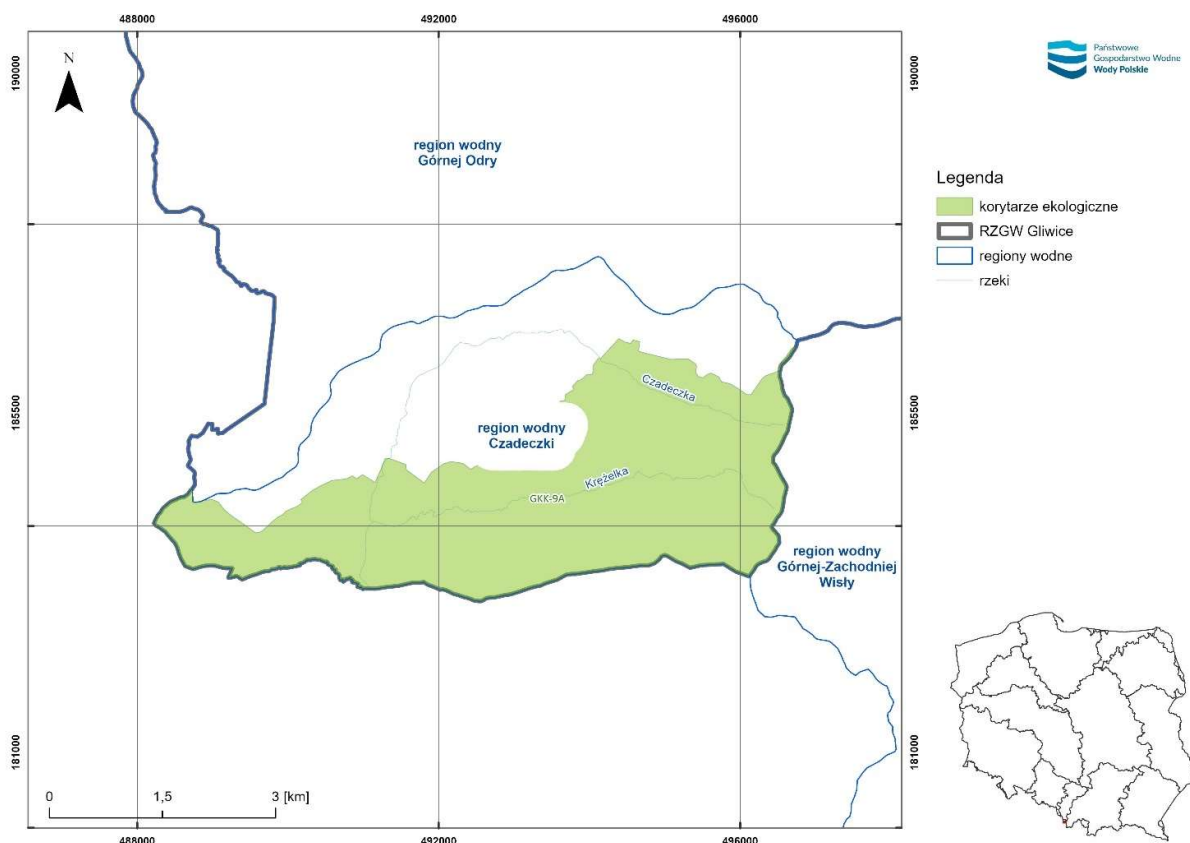 488000
492000
496000
190000
190000
N
Państwowe
Gospodarstwo Wodne
Wody Polskie
region wodny
Górnej Odry
Legenda
korytarze ekologiczne
RZGW Gliwice
regiony wodne
rzeki
Czadeczka
185500
185500
region wodny
Czadeczki
Krężelka
GKK-9A
region wodny
Górnej-Zachodniej
Wisły
181000
181000
0
1,5
3 [km]
488000
492000
496000